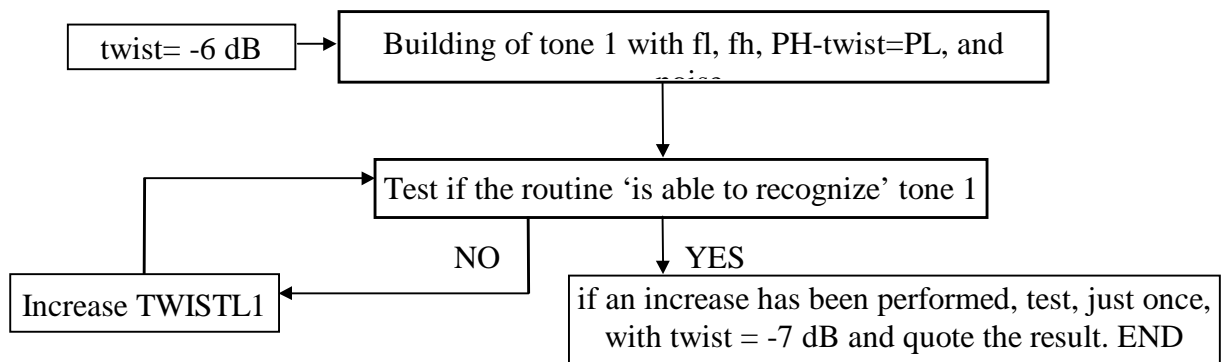 twist= -6 dB
Building of tone 1 with fl, fh, PH-twist=PL, and
Test if the routine ‘is able to recognize’ tone 1
NO
YES
Increase TWISTL1
if an increase has been performed, test, just once,
with twist = -7 dB and quote the result. END